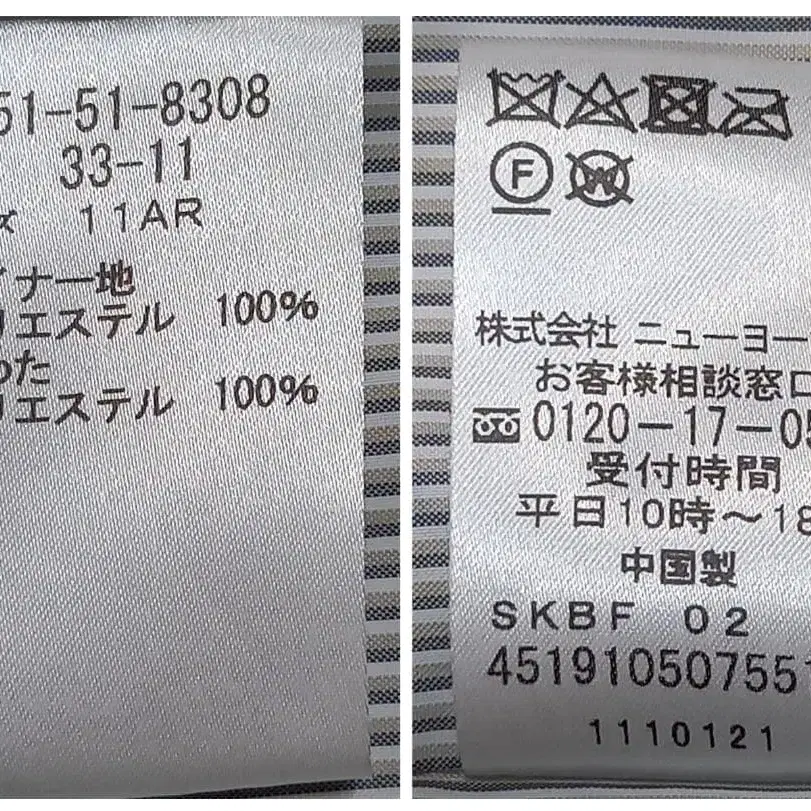 51-51-8308
33-11
ズ 11AR
イナー地
リエステル 100%
わた
リエステル 100%
F
W
株式会社 ニューヨー
お客様相談窓口
0120-17-05
受付時間
平日10時～18
中国製
SKBF 02
451910507551
1110121